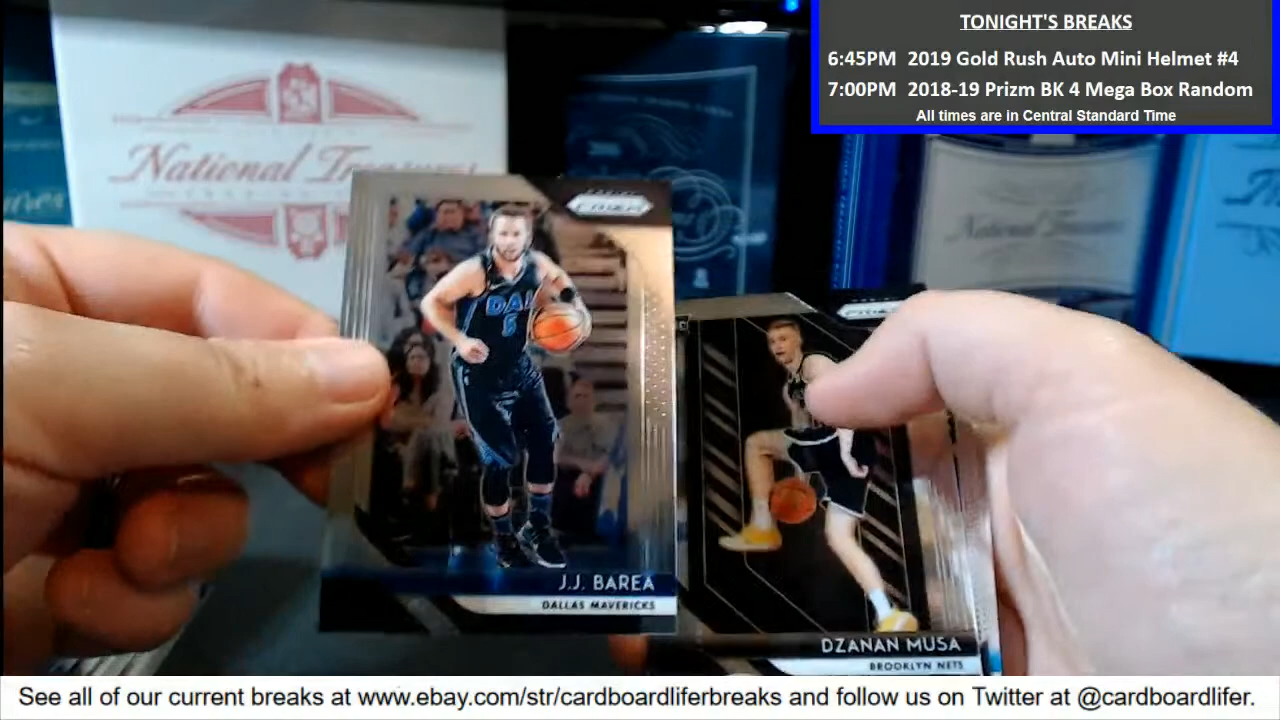 TONIGHT'S BREAKS
6:45PM 2019 Gold Rush Auto Mini Helmet #4
7:00PM 2018-19 Prizm BK 4 Mega Box Random
All times are in Central Standard Time
National Treasures
National Treasures
PRIZM
DAL
5
J.J. BAREA
DALLAS MAVERICKS
DZANAN MUSA
BROOKLYN NETS
See all of our current breaks at www.ebay.com/str/cardboardliferbreaks and follow us on Twitter at @cardboardlifer.